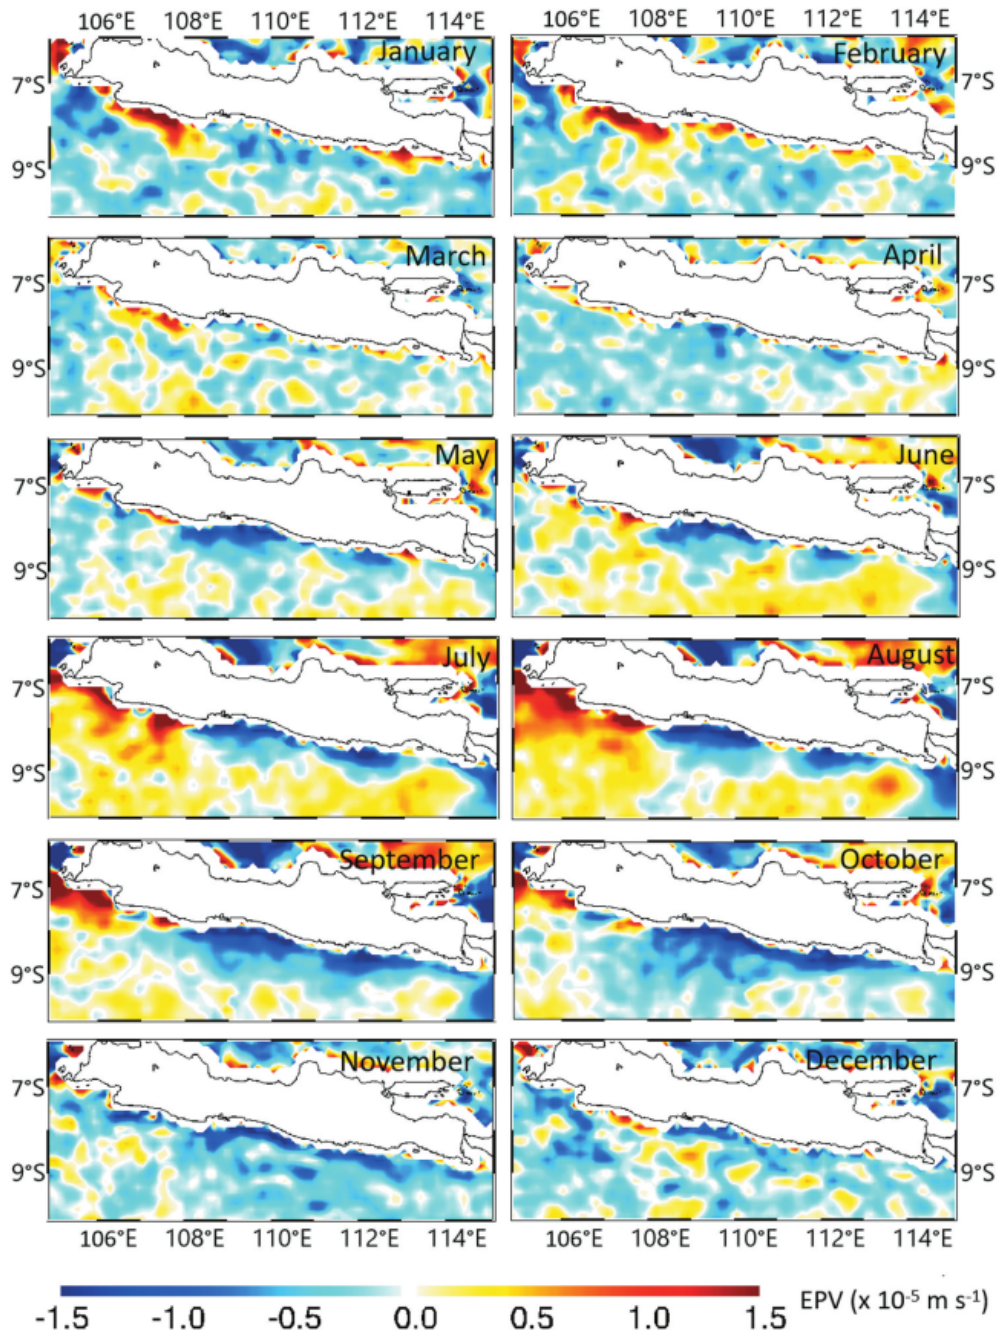 106°E 108°E 110°E 112°E 114°E 106°E 108°E 110°E 112°E 114°E
January February
7°S 7°S
9°S 9°S
March April
7°S 7°S
9°S 9°S
May June
7°S 7°S
9°S 9°S
July August
7°S 7°S
9°S 9°S
September October
7°S 7°S
9°S 9°S
November December
7°S 7°S
9°S 9°S
106°E 108°E 110°E 112°E 114°E 106°E 108°E 110°E 112°E 114°E
-1.5 -1.0 -0.5 0.0 0.5 1.0 1.5 EPV (x 10⁻⁵ m s⁻¹)